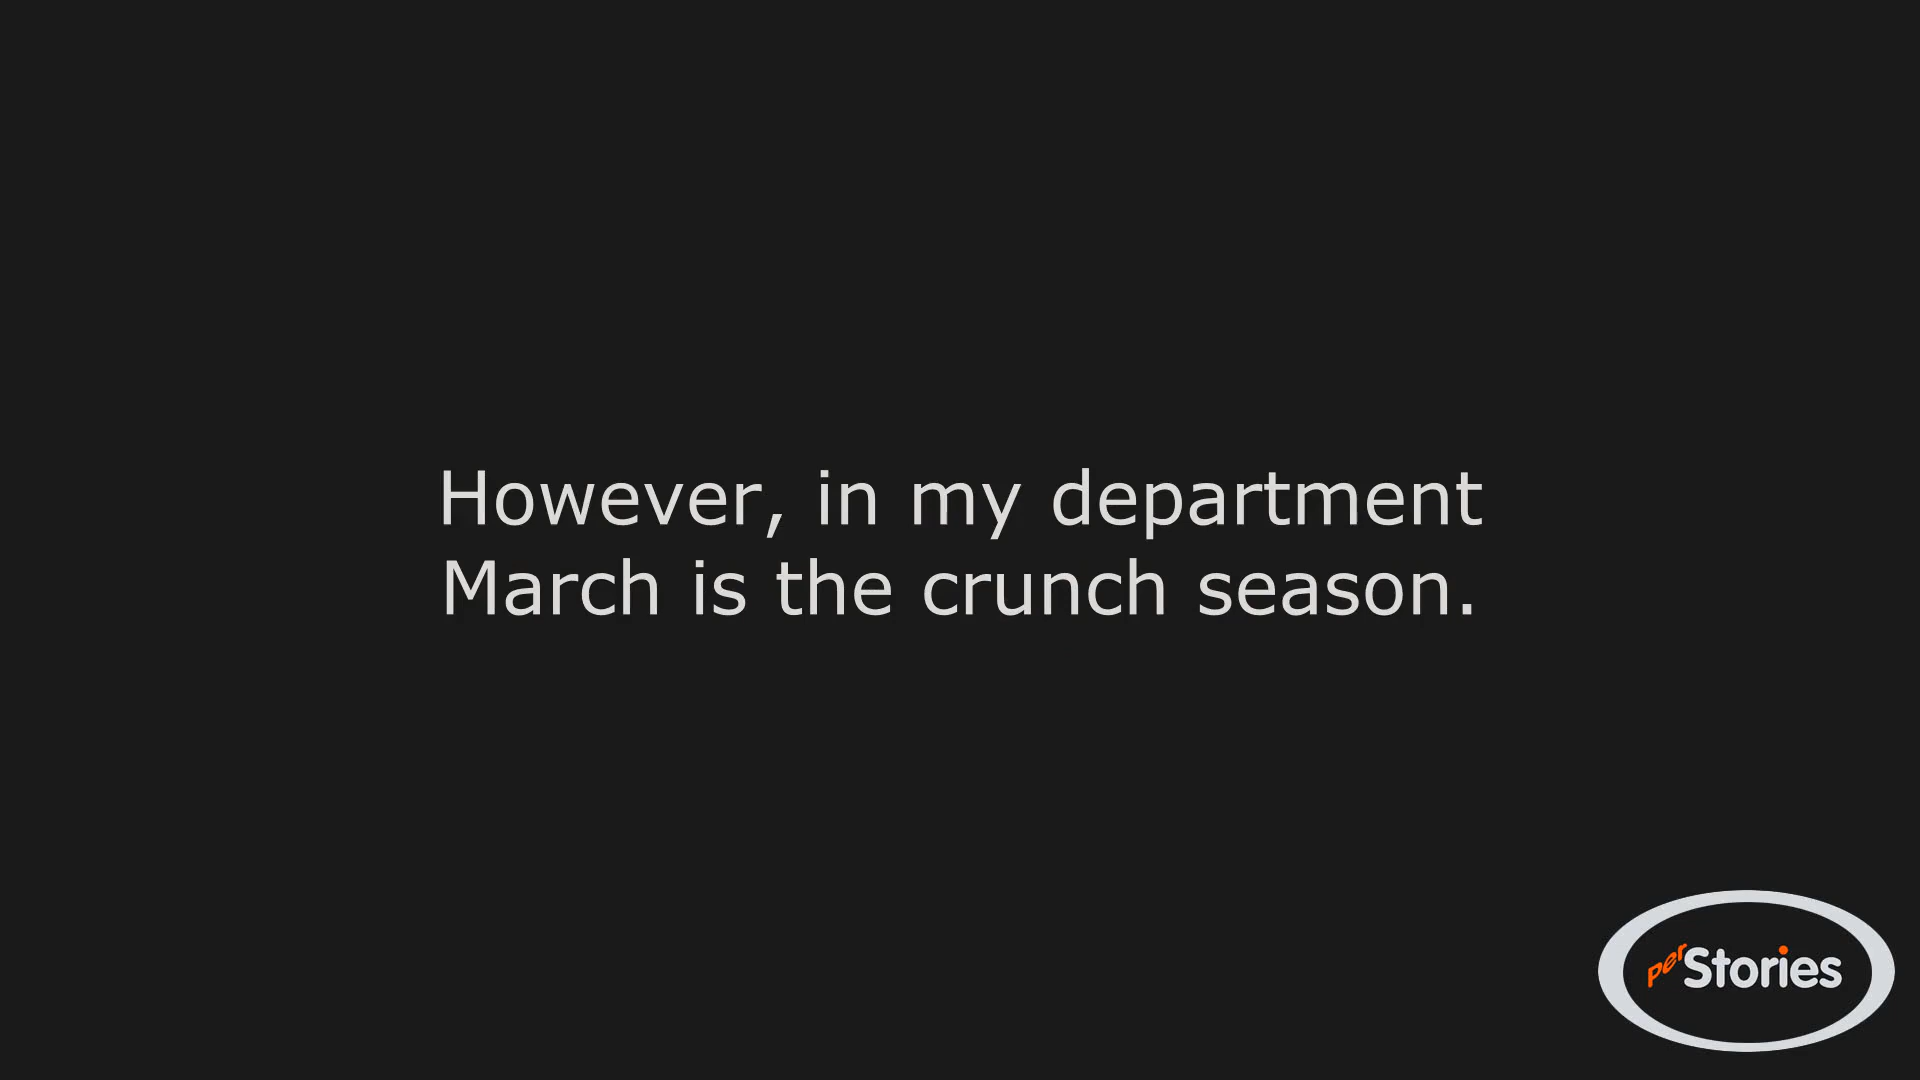 However, in my department
March is the crunch season.
perStories